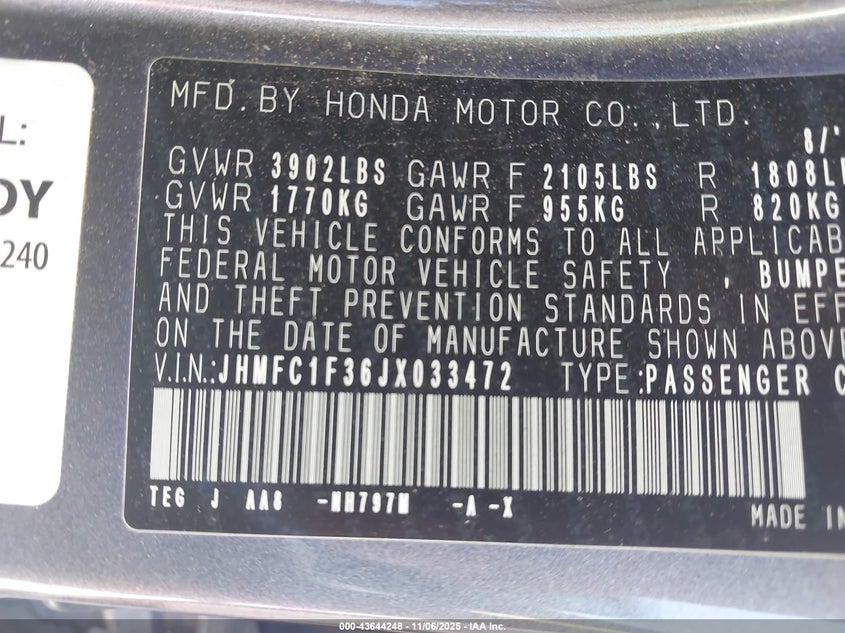 L:
DY
240
MFD. BY HONDA MOTOR CO., LTD.
8/
GVWR 3902LBS GAWR F 2105LBS R 1808L
GVWR 1770KG GAWR F 955KG R 820KG
THIS VEHICLE CONFORMS TO ALL APPLICAB
FEDERAL MOTOR VEHICLE SAFETY , BUMPE
AND THEFT PREVENTION STANDARDS IN EFF
ON THE DATE OF MANUFACTURE SHOWN ABOVE
V.I.N.:JHMFC1F36JX033472 TYPE:PASSENGER C
TEG J AA8 -NH797M -A -X
MADE IN
000-43644248 - 11/06/2025 - IAA Inc.